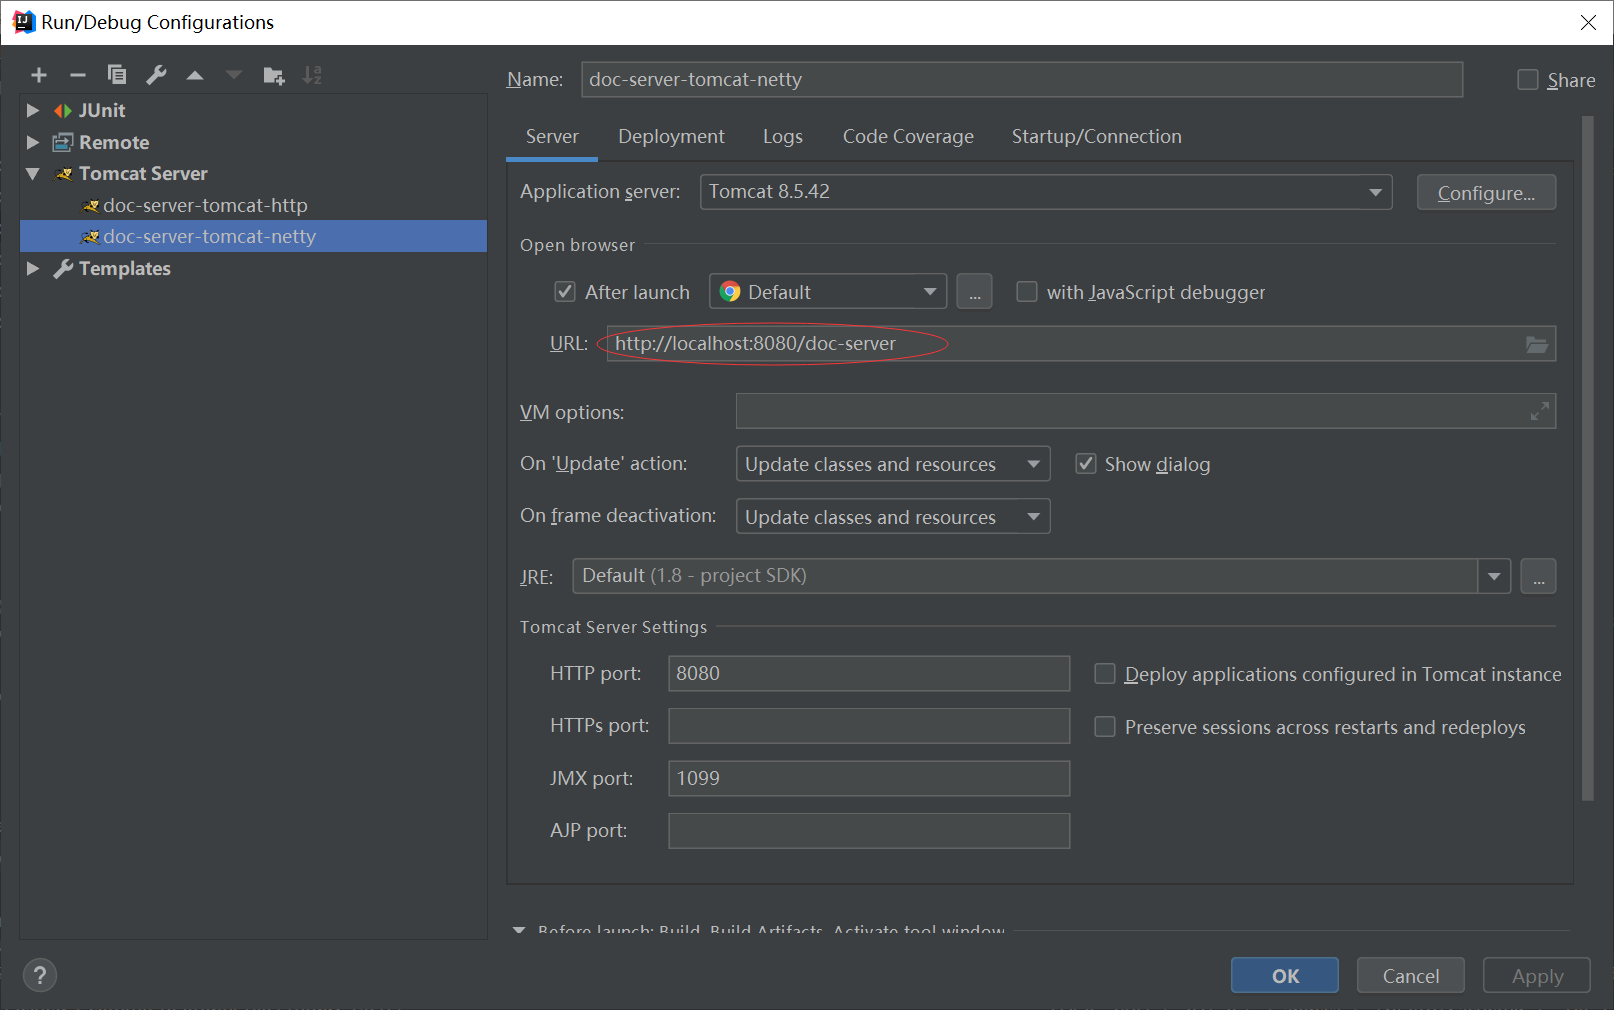 Run/Debug Configurations
JUnit
Remote
Tomcat Server
doc-server-tomcat-http
doc-server-tomcat-netty
Templates
Name: doc-server-tomcat-netty
Share
Server Deployment Logs Code Coverage Startup/Connection
Application server: Tomcat 8.5.42 Configure...
Open browser
After launch Default ... with JavaScript debugger
URL: http://localhost:8080/doc-server
VM options:
On 'Update' action: Update classes and resources Show dialog
On frame deactivation: Update classes and resources
JRE: Default (1.8 - project SDK) ...
Tomcat Server Settings
HTTP port: 8080 Deploy applications configured in Tomcat instance
HTTPs port: Preserve sessions across restarts and redeploys
JMX port: 1099
AJP port:
Before launch: Build, Build Artifacts, Activate tool window
? OK Cancel Apply